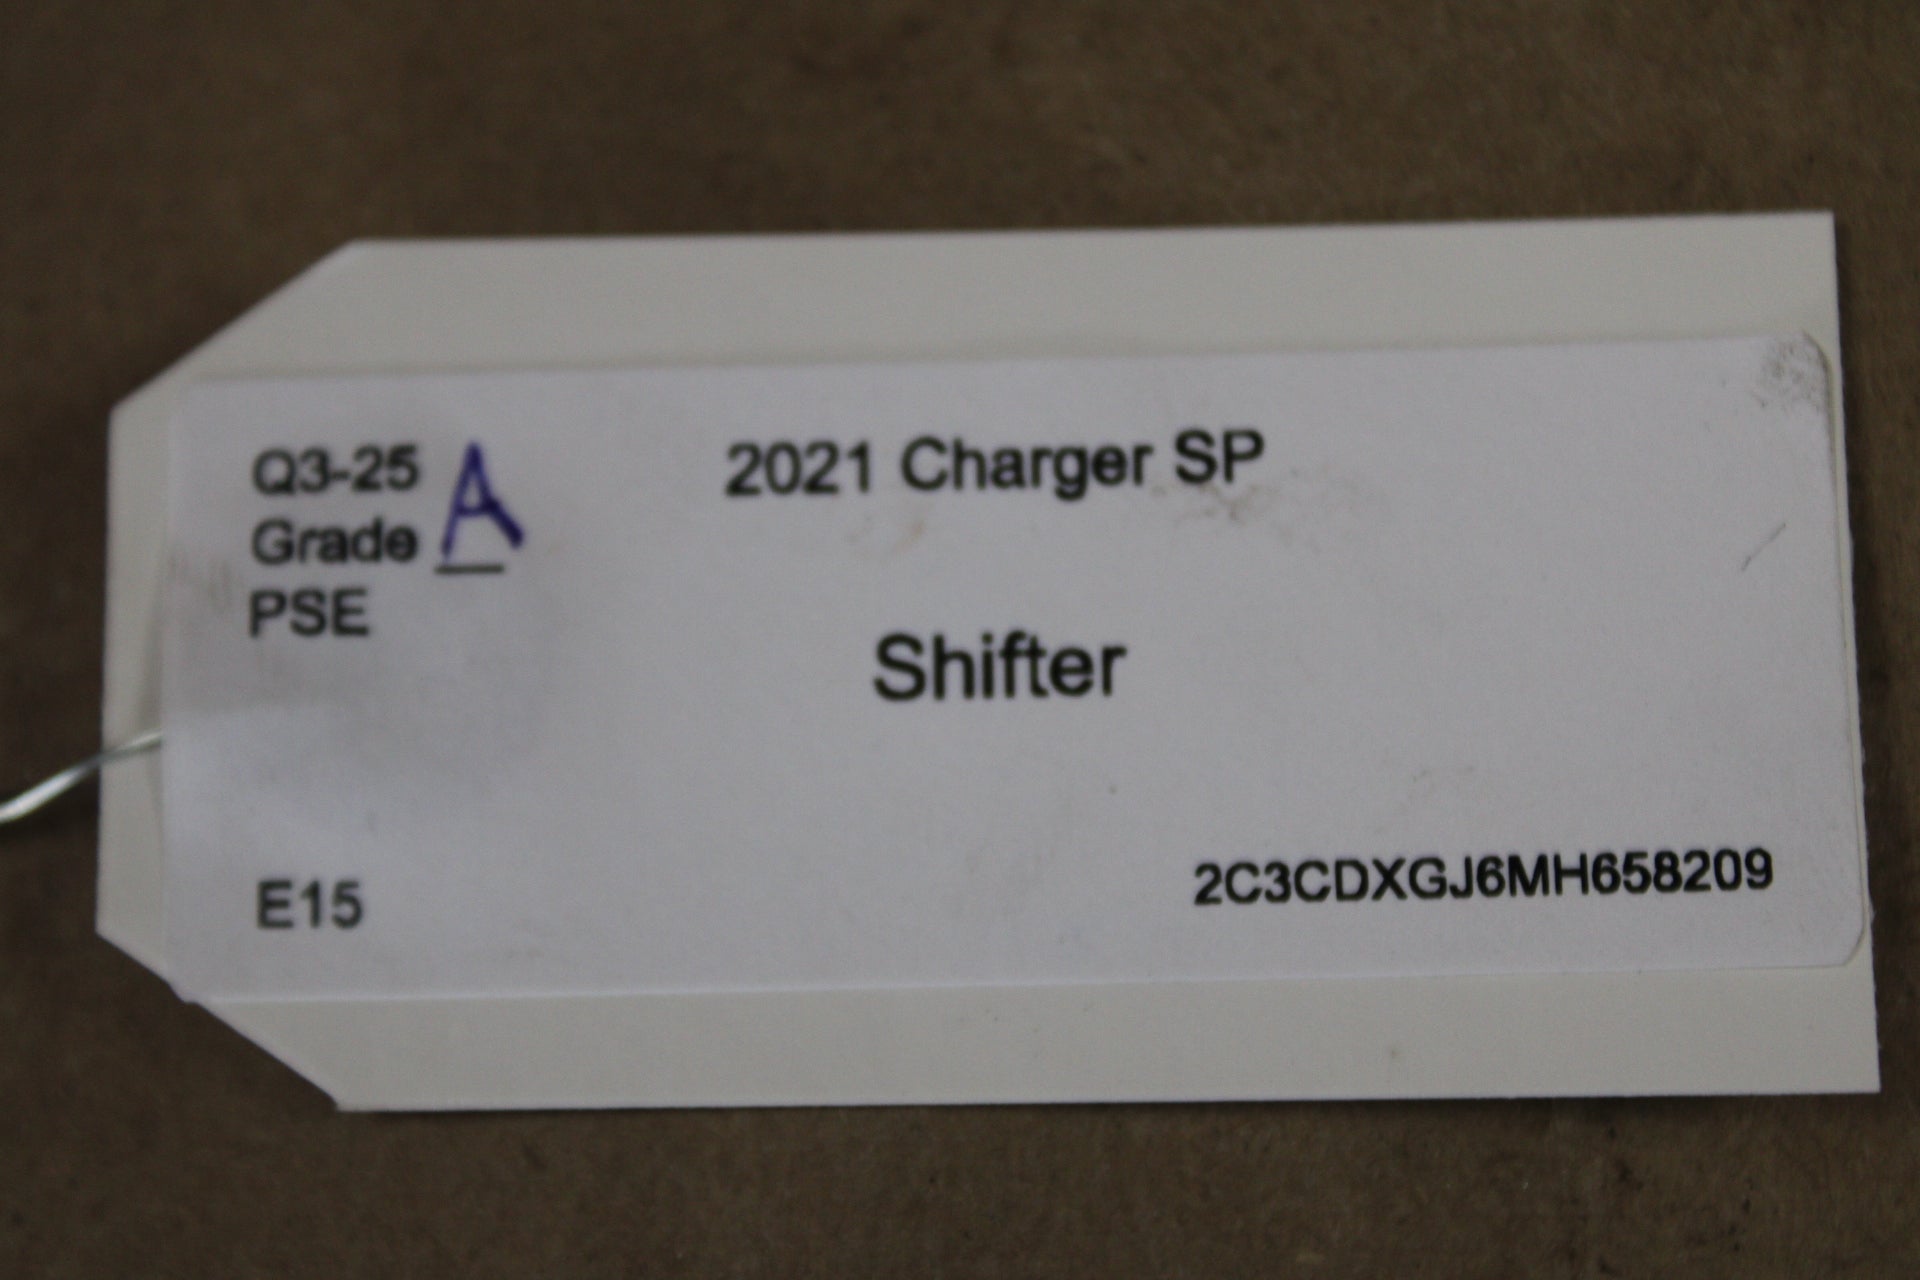 Q3-25
Grade A
PSE
2021 Charger SP
Shifter
E15
2C3CDXGJ6MH658209